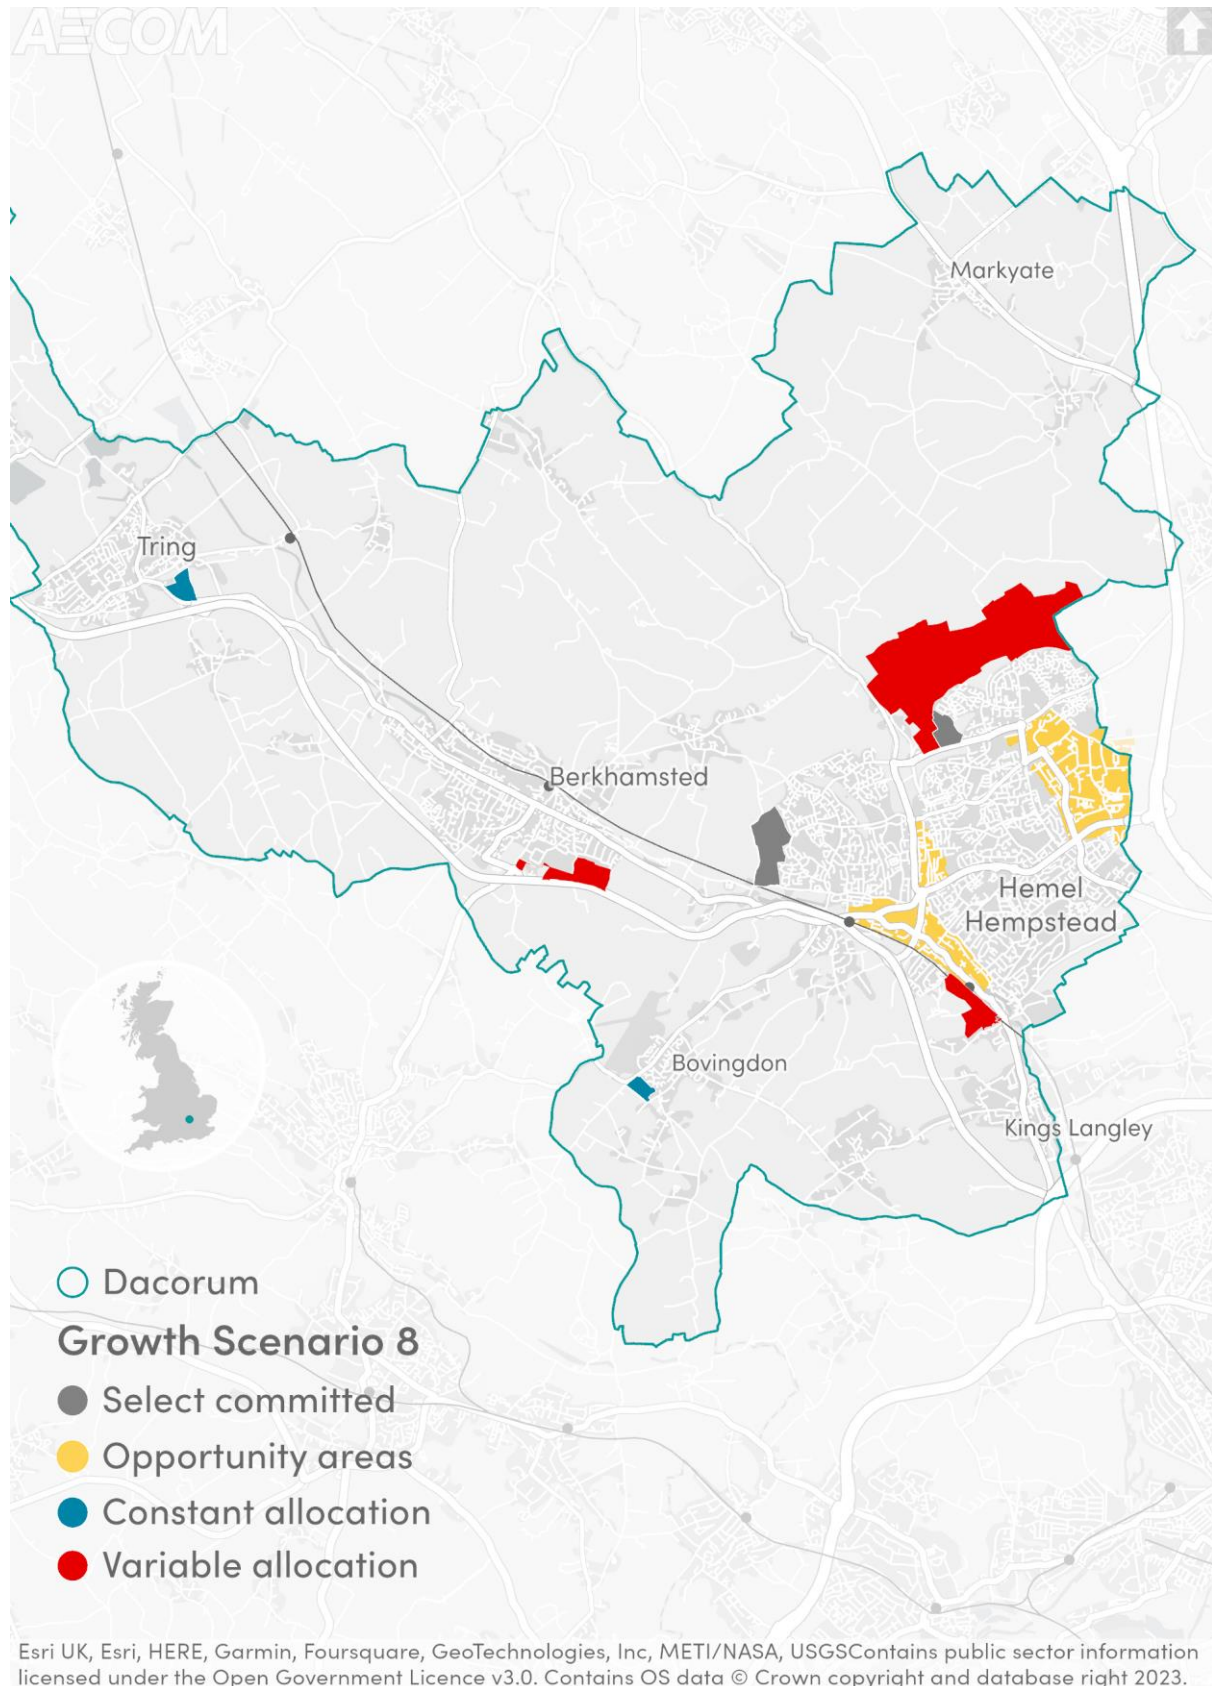 AECOM
Markyate
Tring
Berkhamsted
Hemel
Hempstead
Bovingdon
Kings Langley
Dacorum
Growth Scenario 8
Select committed
Opportunity areas
Constant allocation
Variable allocation
Esri UK, Esri, HERE, Garmin, Foursquare, GeoTechnologies, Inc, METI/NASA, USGSContains public sector information
licensed under the Open Government Licence v3.0. Contains OS data © Crown copyright and database right 2023.